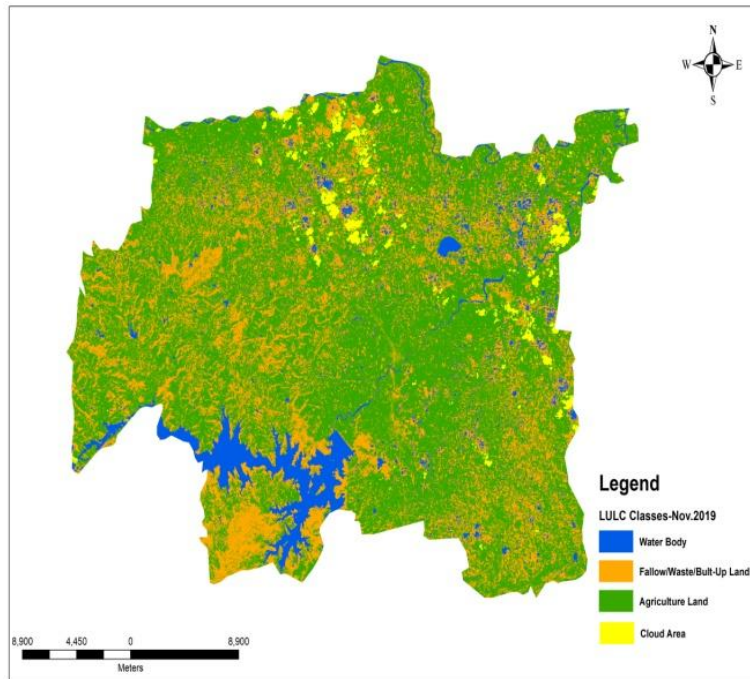 N
W E
S
Legend
LULC Classes-Nov.2019
Water Body
Fallow/Waste/Bult-Up Land
Agriculture Land
Cloud Area
8,900 4,450 0 8,900
Meters